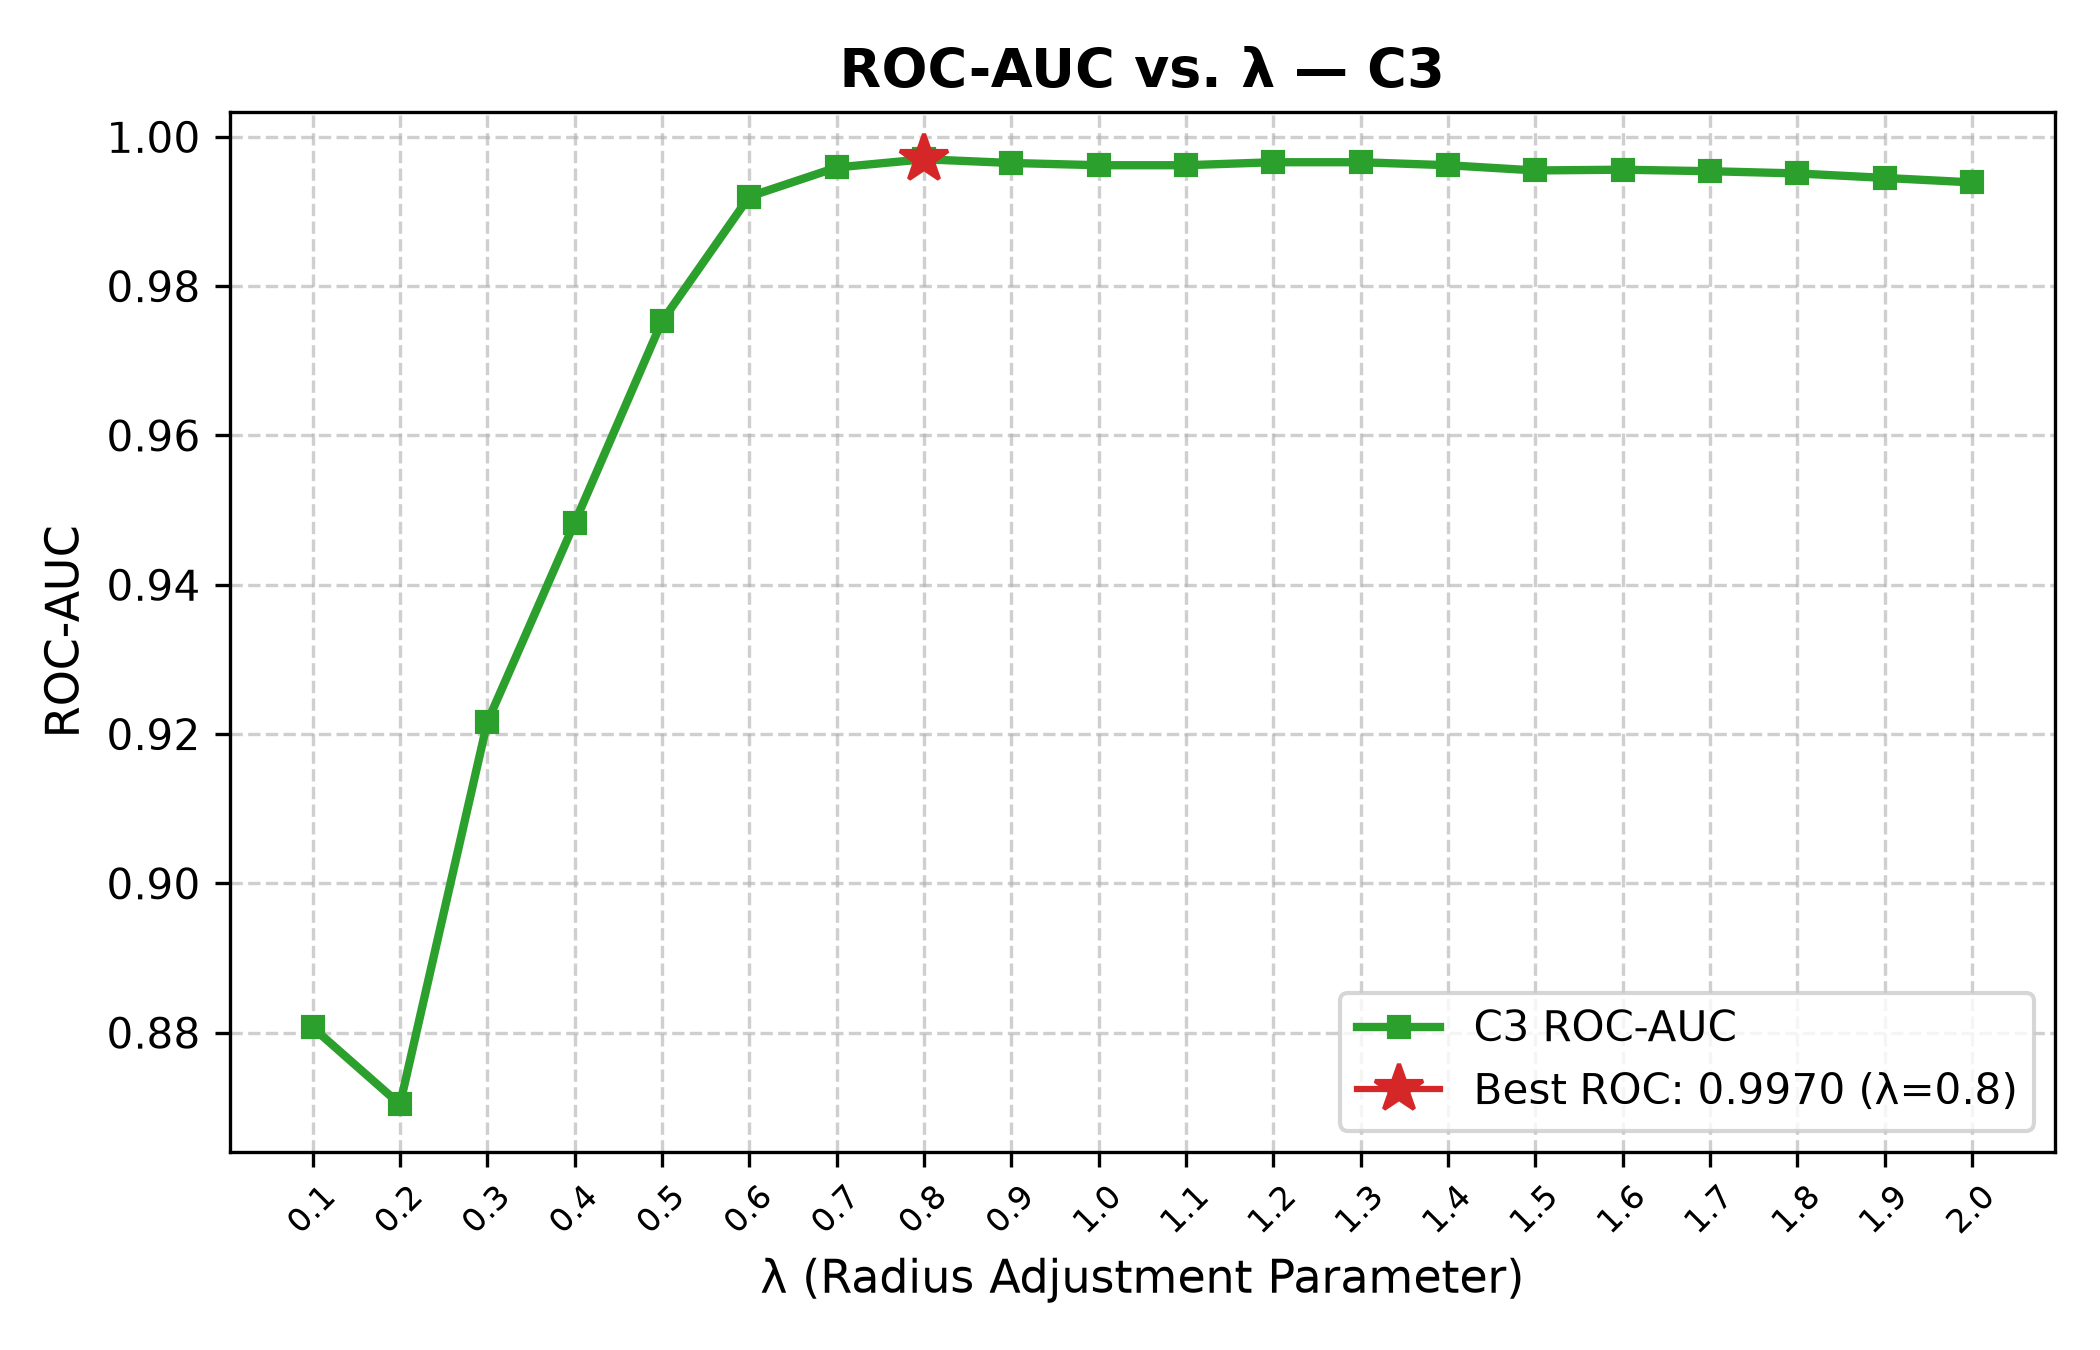 ROC-AUC vs. λ — C3
ROC-AUC
1.00
0.98
0.96
0.94
0.92
0.90
0.88
C3 ROC-AUC
Best ROC: 0.9970 (λ=0.8)
0.1 0.2 0.3 0.4 0.5 0.6 0.7 0.8 0.9 1.0 1.1 1.2 1.3 1.4 1.5 1.6 1.7 1.8 1.9 2.0
λ (Radius Adjustment Parameter)